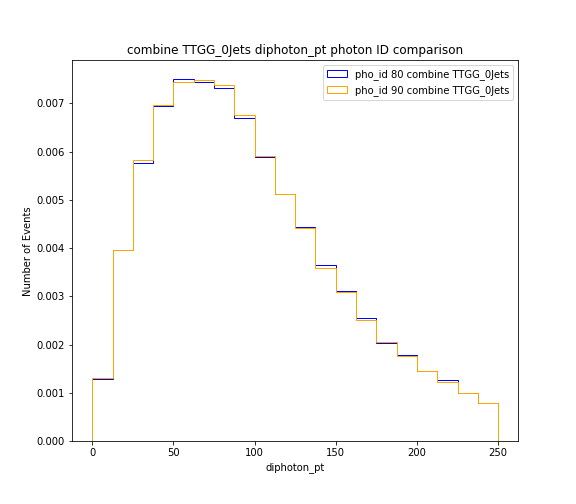 combine TTGG_0Jets diphoton_pt photon ID comparison
pho_id 80 combine TTGG_0Jets
pho_id 90 combine TTGG_0Jets
Number of Events
0.007
0.006
0.005
0.004
0.003
0.002
0.001
0.000
0 50 100 150 200 250
diphoton_pt